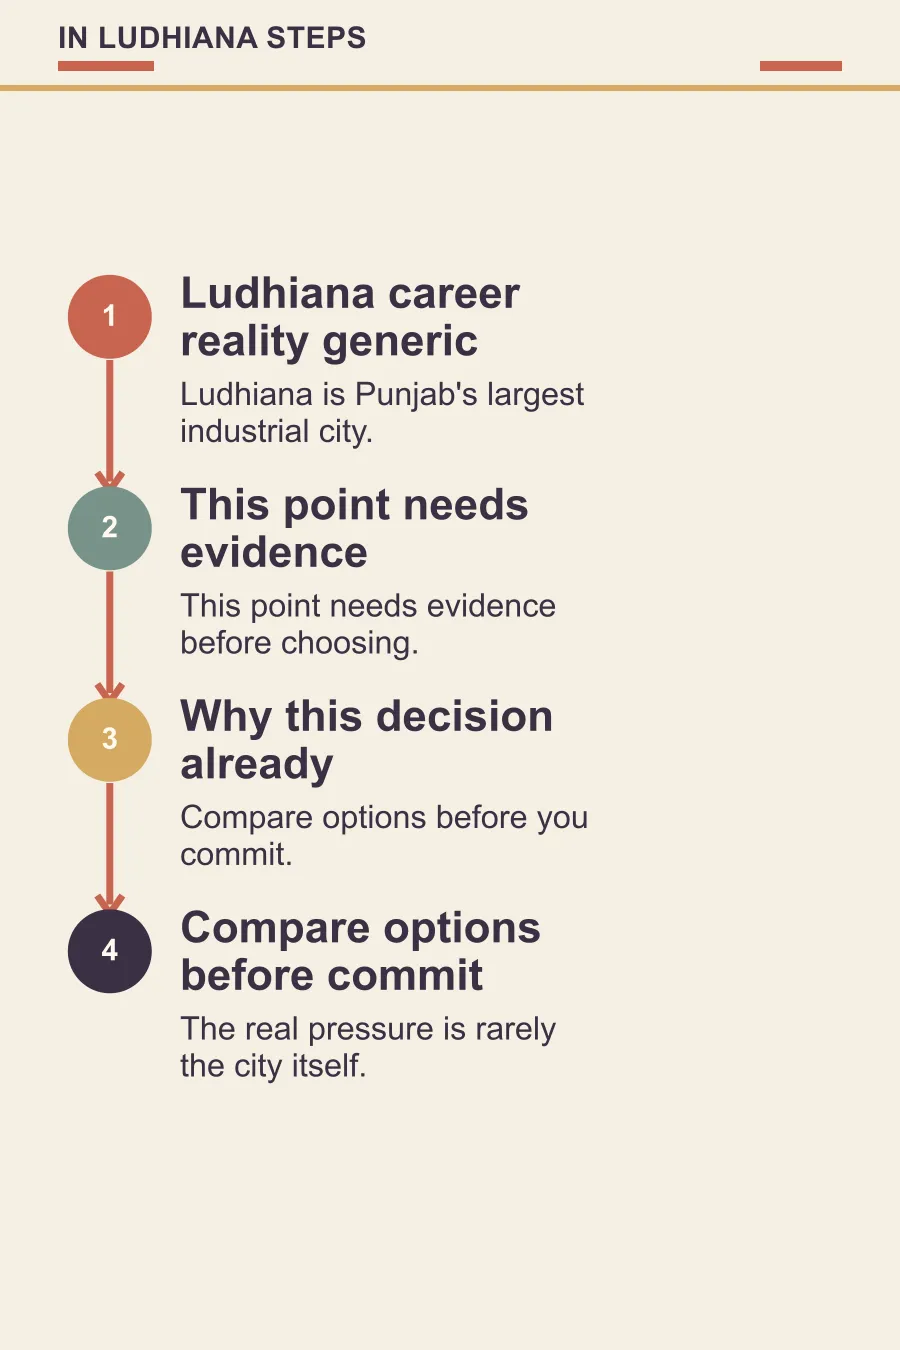 IN LUDHIANA STEPS
1
Ludhiana career
reality generic
Ludhiana is Punjab's largest
industrial city.
2
This point needs
evidence
This point needs evidence
before choosing.
3
Why this decision
already
Compare options before you
commit.
4
Compare options
before commit
The real pressure is rarely
the city itself.